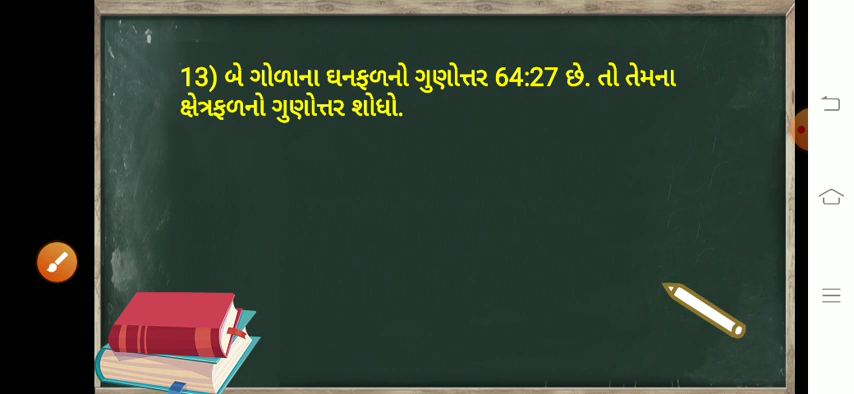 13) બે ગોળાના ઘનફળનો ગુણોત્તર 64:27 છે. તો તેમના
ક્ષેત્રફળનો ગુણોત્તર શોધો.